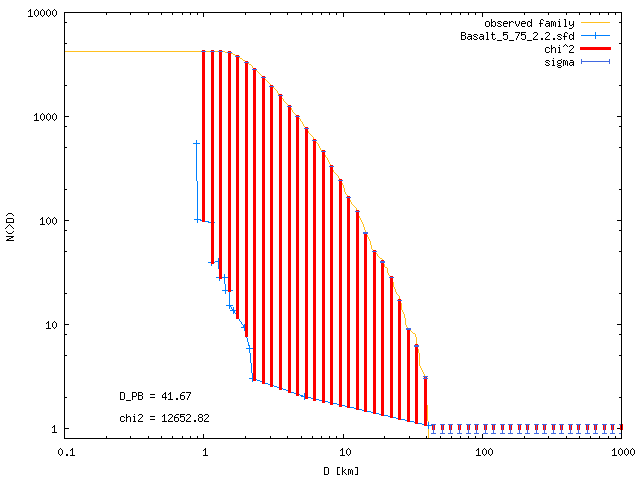 10000
1000
100
10
1
N(>D)
observed family
Basalt_5_75_2.2.sfd
chi^2
sigma
D_PB = 41.67
chi2 = 12652.82
0.1 1 10 100 1000
D [km]